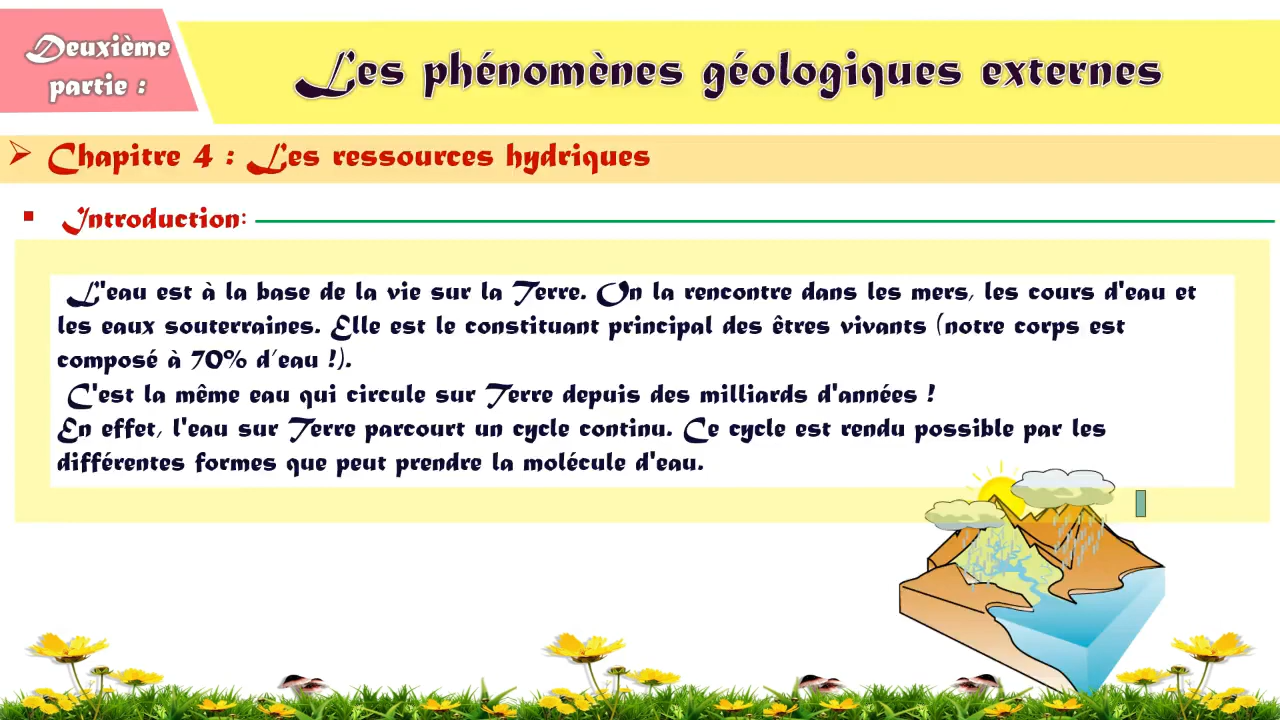 Deuxième
partie :
Les phénomènes géologiques externes
Chapitre 4 : Les ressources hydriques
Introduction:
L'eau est à la base de la vie sur la Terre. On la rencontre dans les mers, les cours d'eau et
les eaux souterraines. Elle est le constituant principal des êtres vivants (notre corps est
composé à 70% d’eau !).
C'est la même eau qui circule sur Terre depuis des milliards d'années !
En effet, l'eau sur Terre parcourt un cycle continu. Ce cycle est rendu possible par les
différentes formes que peut prendre la molécule d'eau.